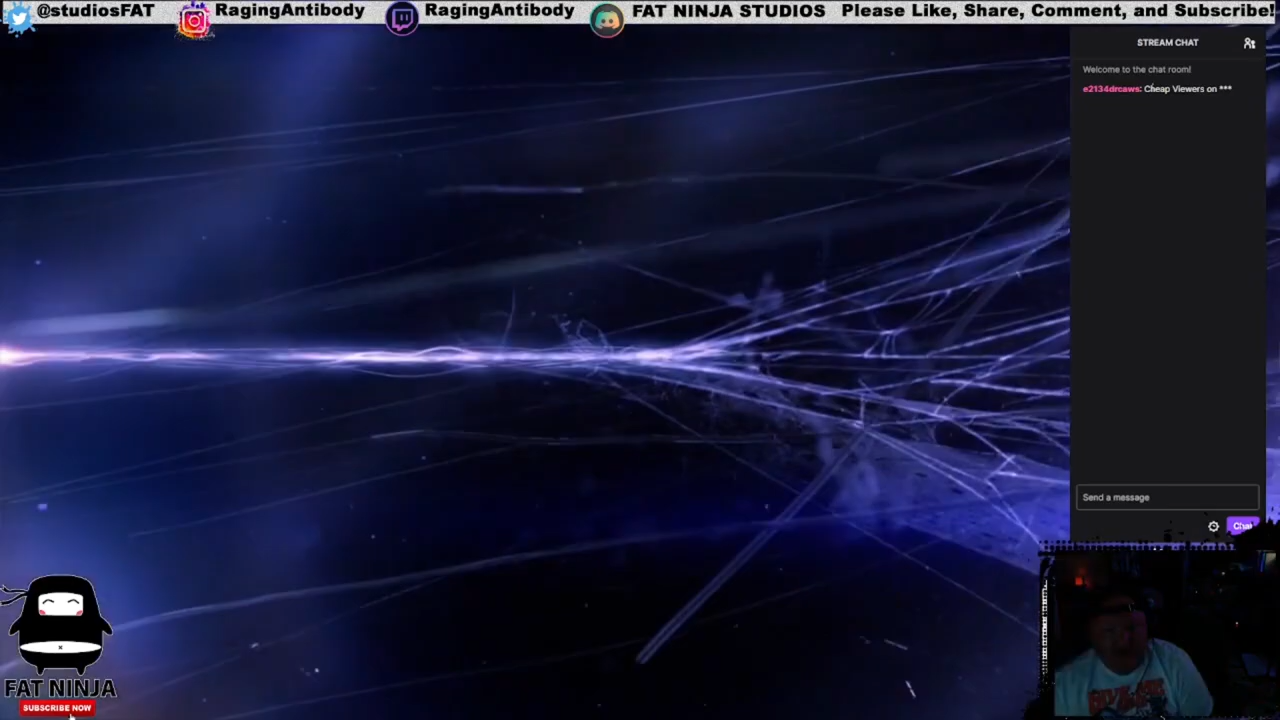 @studiosFAT
RagingAntibody
RagingAntibody
FAT NINJA STUDIOS
Please Like, Share, Comment, and Subscribe!
STREAM CHAT
Welcome to the chat room!
e2134drcaws: Cheap Viewers on ***
Send a message
Chat
FAT NINJA
SUBSCRIBE NOW